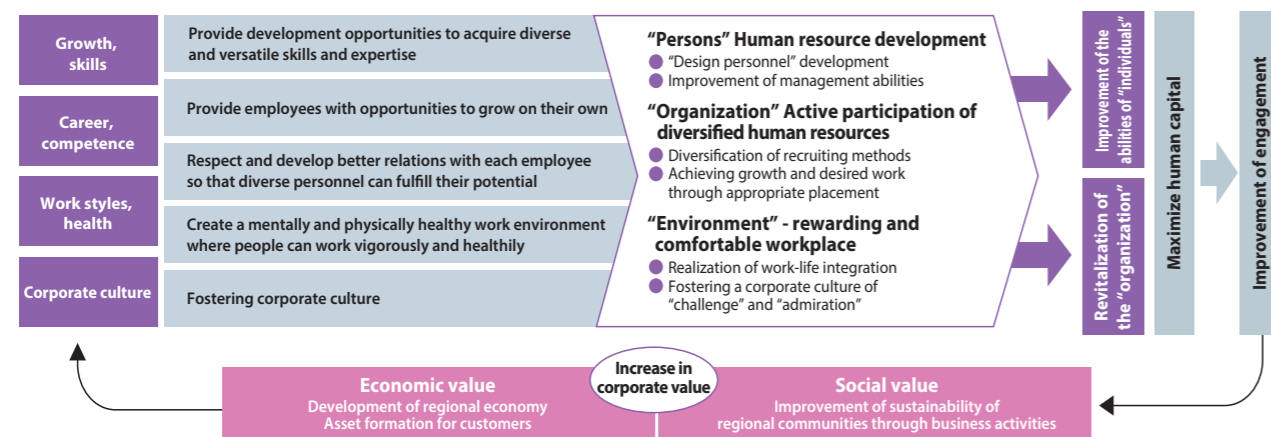 Growth,
skills
Career,
competence
Work styles,
health
Corporate culture
Provide development opportunities to acquire diverse
and versatile skills and expertise
Provide employees with opportunities to grow on their own
Respect and develop better relations with each employee
so that diverse personnel can fulfill their potential
Create a mentally and physically healthy work environment
where people can work vigorously and healthily
Fostering corporate culture
“Persons” Human resource development
● “Design personnel” development
● Improvement of management abilities
“Organization” Active participation of
diversified human resources
● Diversification of recruiting methods
● Achieving growth and desired work
through appropriate placement
“Environment” - rewarding and
comfortable workplace
● Realization of work-life integration
● Fostering a corporate culture of
“challenge” and “admiration”
Improvement of the
abilities of “individuals”
Revitalization of
the “organization”
Maximize human capital
Improvement of engagement
Increase in
corporate value
Economic value
Development of regional economy
Asset formation for customers
Social value
Improvement of sustainability of
regional communities through business activities